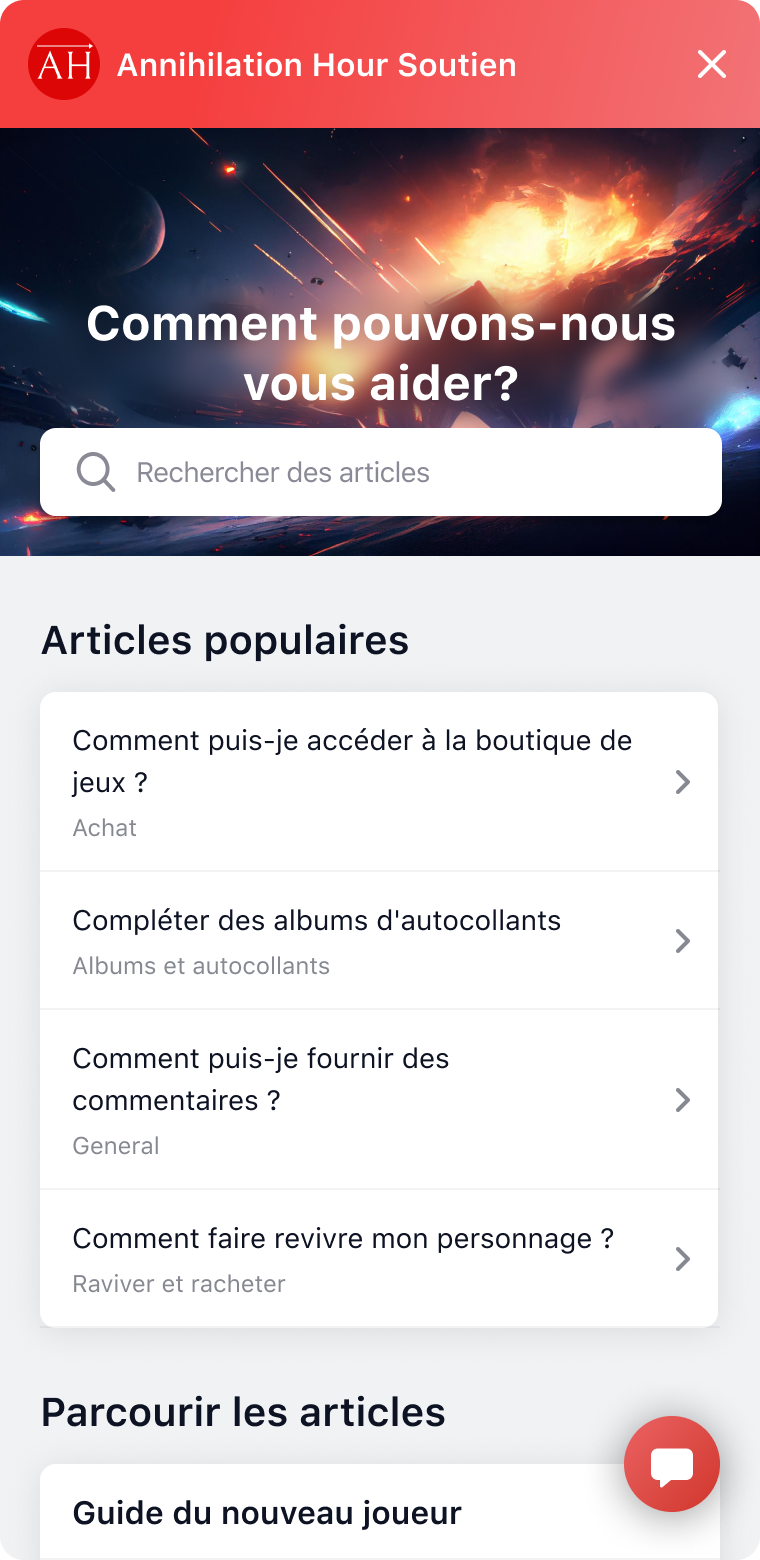 AH
Annihilation Hour Soutien
Comment pouvons-nous
vous aider?
Rechercher des articles
Articles populaires
Comment puis-je accéder à la boutique de
jeux ?
Achat
Compléter des albums d'autocollants
Albums et autocollants
Comment puis-je fournir des
commentaires ?
General
Comment faire revivre mon personnage ?
Raviver et racheter
Parcourir les articles
Guide du nouveau joueur